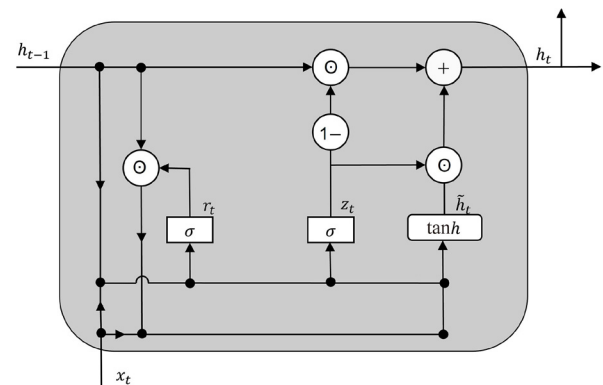 h_{t-1}
⊙
+
h_t
1−
⊙
⊙
r_t
z_t
h̃_t
σ
σ
tanh
x_t